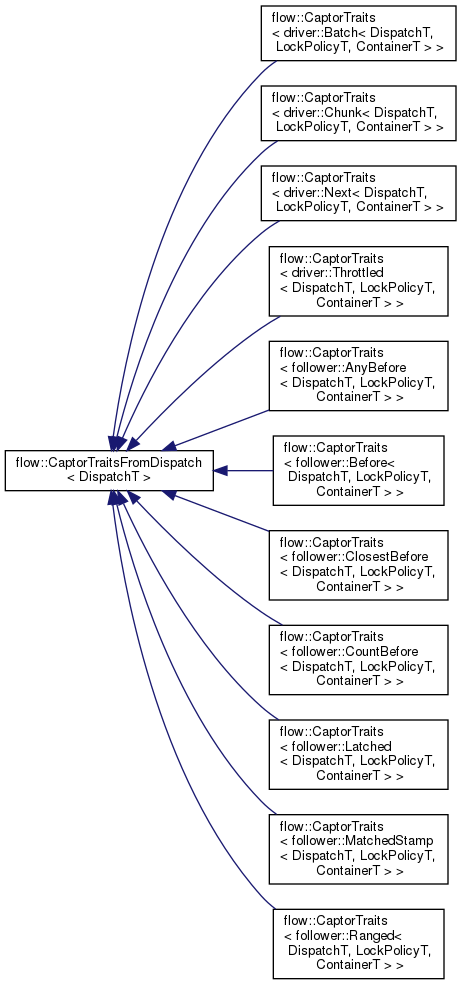 flow::CaptorTraits
< driver::Batch< DispatchT,
LockPolicyT, ContainerT > >
flow::CaptorTraits
< driver::Chunk< DispatchT,
LockPolicyT, ContainerT > >
flow::CaptorTraits
< driver::Next< DispatchT,
LockPolicyT, ContainerT > >
flow::CaptorTraits
< driver::Throttled
< DispatchT, LockPolicyT,
ContainerT > >
flow::CaptorTraits
< follower::AnyBefore
< DispatchT, LockPolicyT,
ContainerT > >
flow::CaptorTraitsFromDispatch
< DispatchT >
flow::CaptorTraits
< follower::Before<
DispatchT, LockPolicyT,
ContainerT > >
flow::CaptorTraits
< follower::ClosestBefore
< DispatchT, LockPolicyT,
ContainerT > >
flow::CaptorTraits
< follower::CountBefore
< DispatchT, LockPolicyT,
ContainerT > >
flow::CaptorTraits
< follower::Latched
< DispatchT, LockPolicyT,
ContainerT > >
flow::CaptorTraits
< follower::MatchedStamp
< DispatchT, LockPolicyT,
ContainerT > >
flow::CaptorTraits
< follower::Ranged<
DispatchT, LockPolicyT,
ContainerT > >